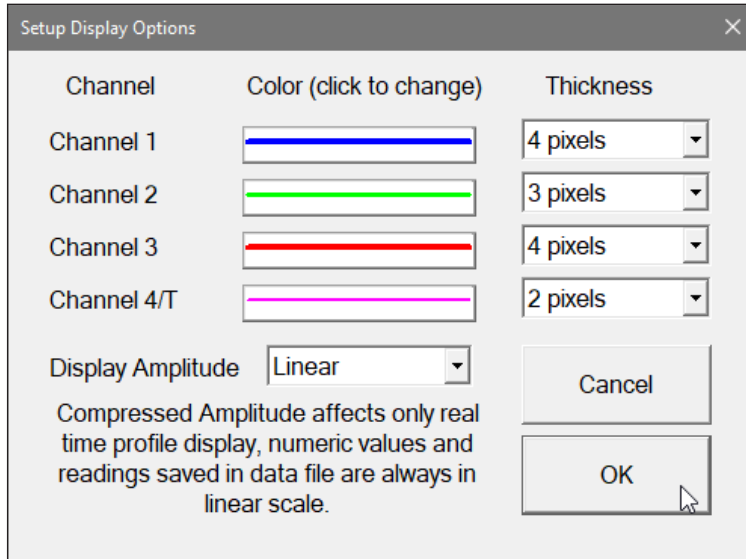 Setup Display Options
Channel Color (click to change) Thickness
Channel 1 4 pixels
Channel 2 3 pixels
Channel 3 4 pixels
Channel 4/T 2 pixels
Display Amplitude Linear
Cancel
Compressed Amplitude affects only real
time profile display, numeric values and
readings saved in data file are always in
linear scale.
OK